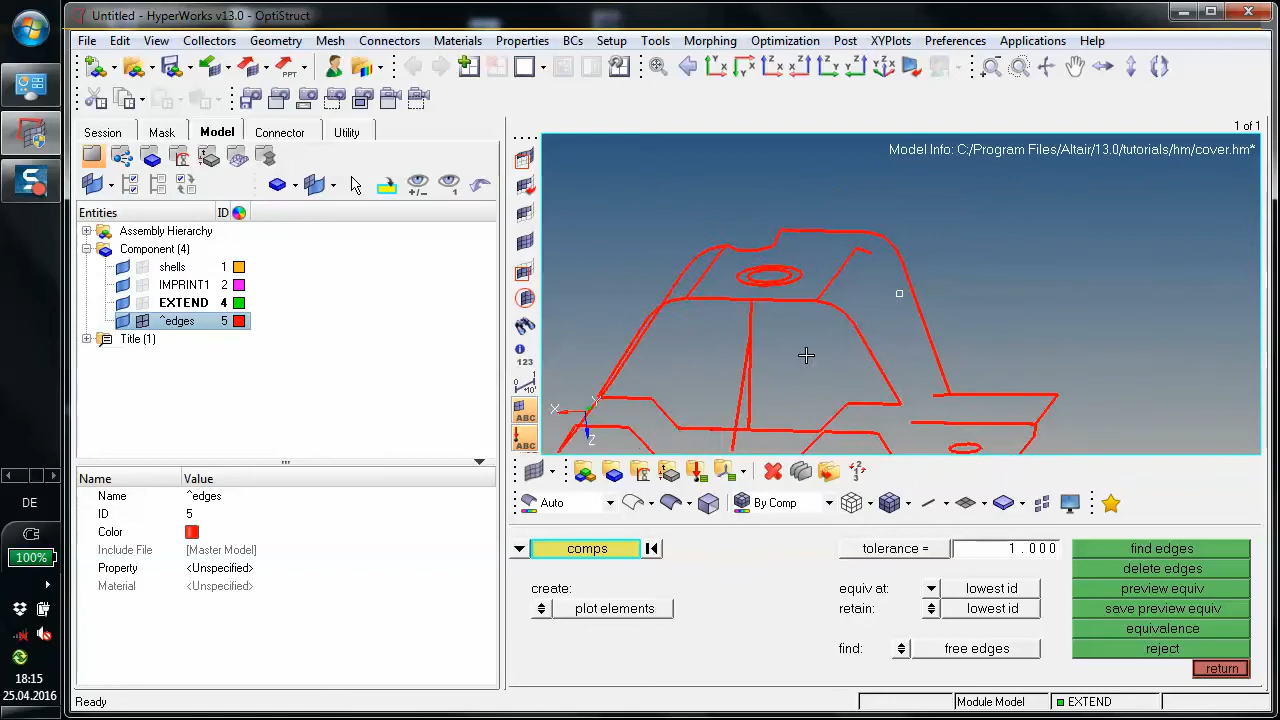 Untitled - HyperWorks v13.0 - OptiStruct
File Edit View Collectors Geometry Mesh Connectors Materials Properties BCs Setup Tools Morphing Optimization Post XYPlots Preferences Applications Help
PPT
Session Mask Model Connector Utility
1 of 1
Model Info: C:/Program Files/Altair/13.0/tutorials/hm/cover.hm*
Entities ID
Assembly Hierarchy
Component (4)
shells 1
IMPRINT1 2
EXTEND 4
^edges 5
Title (1)
123
ABC
ABC
X Y Z
Name Value
Name ^edges
ID 5
Color
Include File [Master Model]
Property <Unspecified>
Material <Unspecified>
Auto By Comp
comps
create:
plot elements
tolerance = 1.000
equiv at: lowest id
retain: lowest id
find: free edges
find edges
delete edges
preview equiv
save preview equiv
equivalence
reject
return
Ready Module Model EXTEND
DE
100%
18:15
25.04.2016